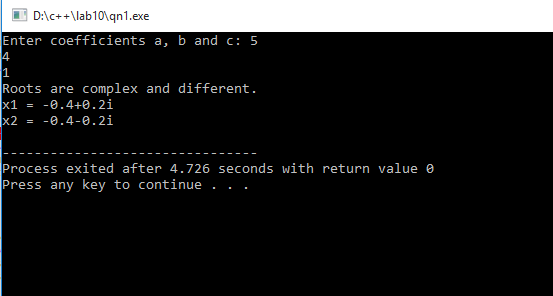 D:\c++\lab10\qn1.exe
Enter coefficients a, b and c: 5
4
1
Roots are complex and different.
x1 = -0.4+0.2i
x2 = -0.4-0.2i
--------------------------------
Process exited after 4.726 seconds with return value 0
Press any key to continue . . .